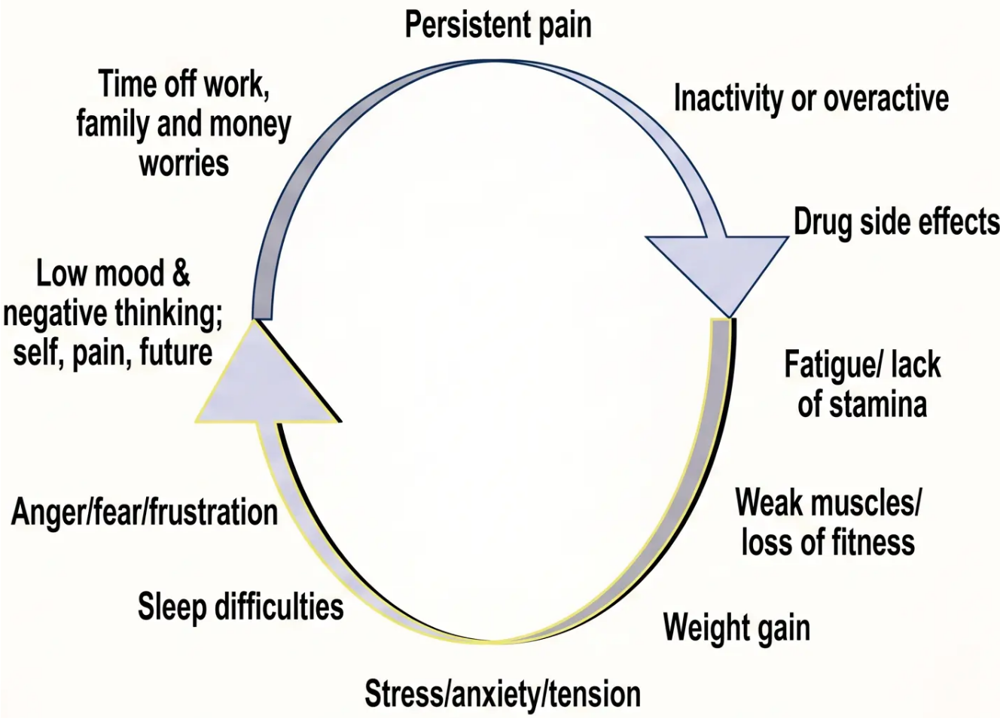 Persistent pain
Inactivity or overactive
Drug side effects
Fatigue/ lack
of stamina
Weak muscles/
loss of fitness
Weight gain
Stress/anxiety/tension
Sleep difficulties
Anger/fear/frustration
Low mood &
negative thinking;
self, pain, future
Time off work,
family and money
worries